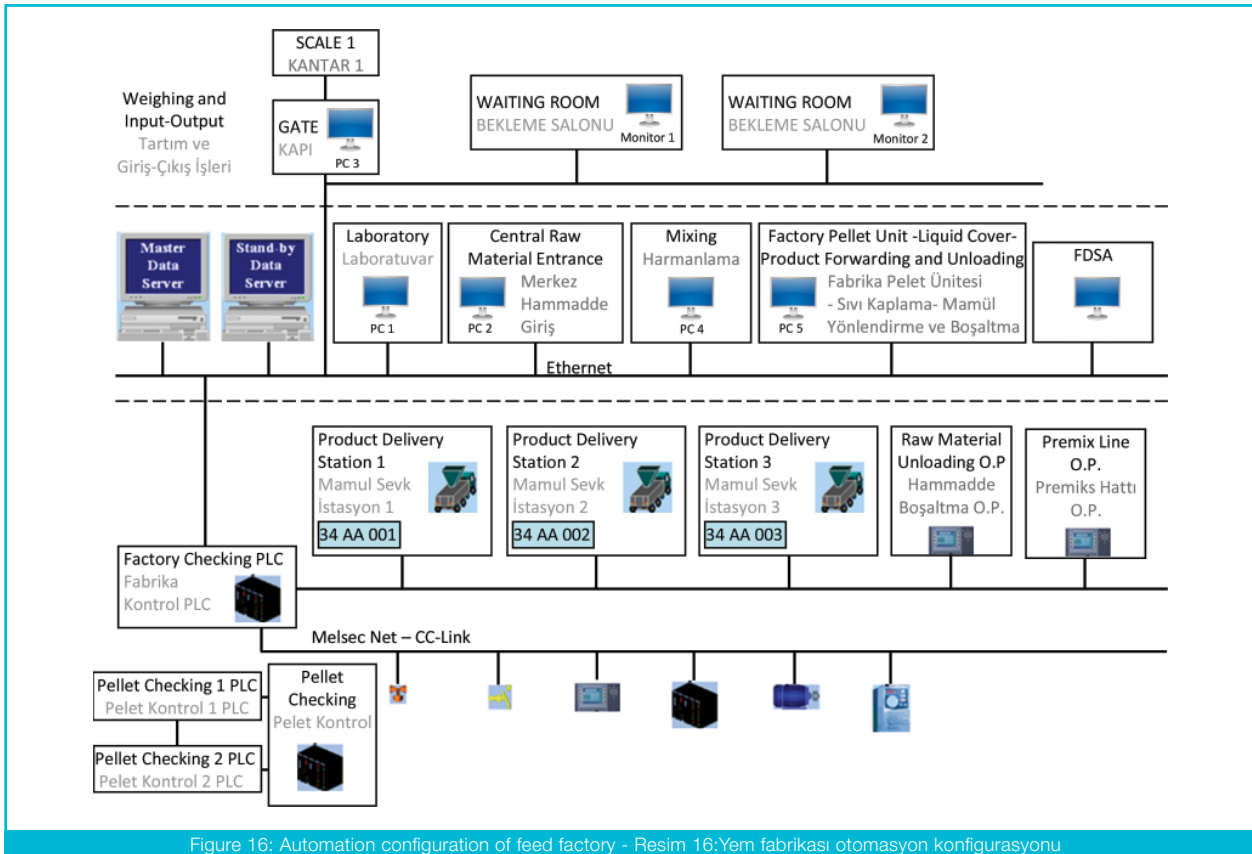 SCALE 1
KANTAR 1
Weighing and
Input-Output
Tartım ve
Giriş-Çıkış İşleri
GATE
KAPI
PC 3
WAITING ROOM
BEKLEME SALONU
Monitor 1
WAITING ROOM
BEKLEME SALONU
Monitor 2
Master
Data
Server
Stand-by
Data
Server
Laboratory
Laboratuvar
PC 1
Central Raw
Material Entrance
Merkez
Hammadde
Giriş
PC 2
Mixing
Harmanlama
PC 4
Factory Pellet Unit -Liquid Cover-
Product Forwarding and Unloading
Fabrika Pelet Ünitesi
- Sıvı Kaplama- Mamül
Yönlendirme ve Boşaltma
PC 5
FDSA
Ethernet
Product Delivery
Station 1
Mamul Sevk
İstasyon 1
34 AA 001
Product Delivery
Station 2
Mamul Sevk
İstasyon 2
34 AA 002
Product Delivery
Station 3
Mamul Sevk
İstasyon 3
34 AA 003
Raw Material
Unloading O.P
Hammadde
Boşaltma O.P.
Premix Line
O.P.
Premiks Hattı
O.P.
Factory Checking PLC
Fabrika
Kontrol PLC
Melsec Net – CC-Link
Pellet Checking 1 PLC
Pelet Kontrol 1 PLC
Pellet Checking 2 PLC
Pelet Kontrol 2 PLC
Pellet
Checking
Pelet Kontrol
Figure 16: Automation configuration of feed factory - Resim 16:Yem fabrikası otomasyon konfigurasyonu